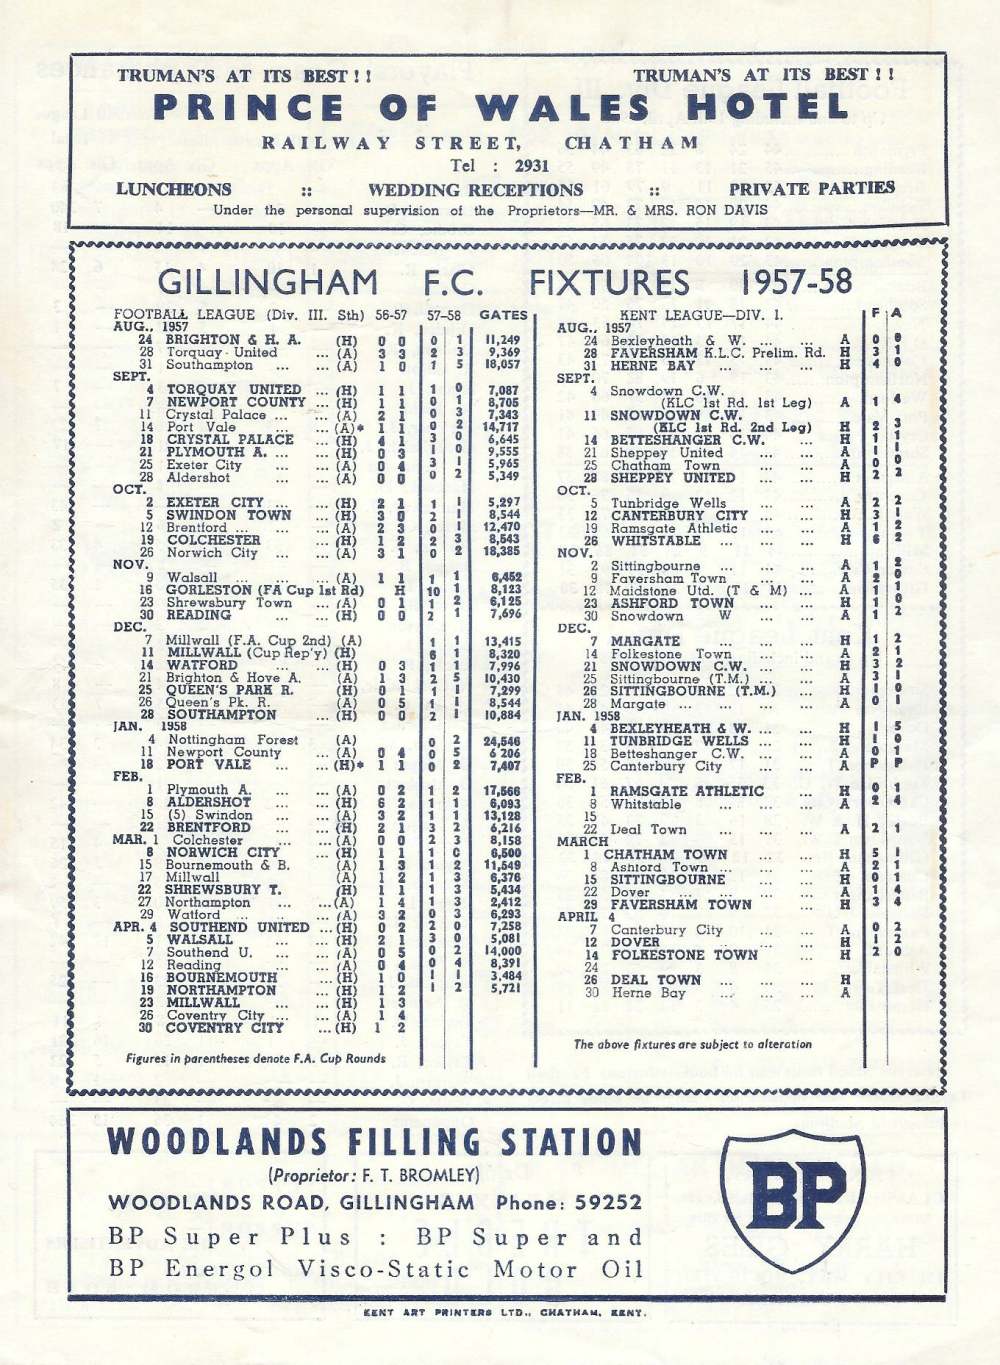 TRUMAN'S AT ITS BEST ! ! TRUMAN'S AT ITS BEST ! !
PRINCE OF WALES HOTEL
RAILWAY STREET, CHATHAM
Tel : 2931
LUNCHEONS :: WEDDING RECEPTIONS :: PRIVATE PARTIES
Under the personal supervision of the Proprietors—MR. & MRS. RON DAVIS
GILLINGHAM F.C. FIXTURES 1957-58
FOOTBALL LEAGUE (Div. III. Sth) 56-57 57-58 GATES
AUG., 1957
24 BRIGHTON & H. A. (H) 0 0 0 1 11,249
28 Torquay United ... (A) 3 3 2 3 9,369
31 Southampton ... ... (A) 1 0 1 5 18,057
SEPT.
4 TORQUAY UNITED ... (H) 1 1 1 0 7,087
7 NEWPORT COUNTY ... (H) 1 1 0 1 8,705
11 Crystal Palace ... ... (A) 2 1 0 3 7,343
14 Port Vale ... ... (A)* 1 1 0 2 14,717
18 CRYSTAL PALACE ... (H) 4 1 3 0 6,645
21 PLYMOUTH A. ... ... (H) 0 3 1 0 9,555
25 Exeter City ... ... (A) 0 4 3 1 5,965
28 Aldershot ... ... (A) 0 0 0 2 5,349
OCT.
2 EXETER CITY ... ... (H) 2 1 1 1 5,297
5 SWINDON TOWN ... (H) 3 0 2 1 8,544
12 Brentford ... ... (A) 2 3 0 1 12,470
19 COLCHESTER ... (H) 1 2 2 3 8,543
26 Norwich City ... ... (A) 3 1 0 2 18,385
NOV.
9 Walsall ... ... (A) 1 1 1 1 6,452
16 GORLESTON (FA Cup 1st Rd) H 10 1 8,123
23 Shrewsbury Town ... (A) 0 1 1 2 6,125
30 READING ... ... (H) 0 0 2 1 7,696
DEC.
7 Millwall (F.A. Cup 2nd) (A) 1 1 13,415
11 MILLWALL (Cup Rep'y) (H) 6 1 8,320
14 WATFORD ... ... (H) 0 3 1 1 7,996
21 Brighton & Hove A. (A) 1 3 2 5 10,430
25 QUEEN'S PARK R. (H) 0 1 1 1 7,299
26 Queen's Pk. R. (A) 0 5 1 1 8,544
28 SOUTHAMPTON ... (H) 0 0 2 1 10,884
JAN. 1958
4 Nottingham Forest (A) 0 2 24,546
11 Newport County ... (A) 0 4 0 5 6 206
18 PORT VALE ... ... (H)* 1 1 0 2 7,407
FEB.
1 Plymouth A. ... ... (A) 0 2 1 2 17,566
8 ALDERSHOT ... ... (H) 6 2 1 1 6,093
15 (5) Swindon ... ... (A) 3 2 1 1 13,128
22 BRENTFORD ... ... (H) 2 1 3 2 6,216
MAR. 1 Colchester ... (A) 0 0 2 3 8,158
8 NORWICH CITY ... (H) 1 1 1 0 6,500
15 Bournemouth & B. (A) 1 3 1 2 11,549
17 Millwall ... ... (A) 1 2 1 3 6,376
22 SHREWSBURY T. (H) 1 1 1 3 5,434
27 Northampton ... ... (A) 1 4 1 3 2,412
29 Watford ... .. .. (A) 3 2 0 3 6,293
APR. 4 SOUTHEND UNITED ... (H) 0 2 2 0 7,258
5 WALSALL ... ... (H) 2 1 3 0 5,081
7 Southend U. ... ... (A) 0 5 0 2 14,000
12 Reading ... ... (A) 0 4 0 4 8,391
16 BOURNEMOUTH ... (H) 1 0 1 1 3,484
19 NORTHAMPTON ... (H) 1 2 1 2 5,721
23 MILLWALL ... ... (H) 1 3
26 Coventry City ... ... (A) 1 4
30 COVENTRY CITY ... (H) 1 2
Figures in parentheses denote F.A. Cup Rounds
KENT LEAGUE—DIV. 1. F A
AUG., 1957
24 Bexleyheath & W. ... ... A 0 0
28 FAVERSHAM K.L.C. Prelim. Rd. H 3 1
31 HERNE BAY ... ... ... H 4 0
SEPT.
4 Snowdown C.W.
(KLC 1st Rd. 1st Leg) A 1 4
11 SNOWDOWN C.W.
(KLC 1st Rd. 2nd Leg) H 2 3
14 BETTESHANGER C.W. ... H 1 1
21 Sheppey United ... A 1 1
25 Chatham Town ... ... A 0 0
28 SHEPPEY UNITED ... H 2 2
OCT.
5 Tunbridge Wells ... A 2 2
12 CANTERBURY CITY ... ... H 3 1
19 Ramsgate Athletic ... A 1 2
26 WHITSTABLE ... ... ... H 6 2
NOV.
2 Sittingbourne ... ... A 1 2
9 Faversham Town ... ... A 2 0
12 Maidstone Utd. (T & M) ... A 1 1
23 ASHFORD TOWN ... ... H 1 0
30 Snowdown W ... ... A 1 2
DEC.
7 MARGATE ... ... ... H 1 2
14 Folkestone Town ... ... A 2 1
21 SNOWDOWN C.W. ... ... H 3 2
25 Sittingbourne (T.M.) ... ... A 3 1
26 SITTINGBOURNE (T.M.) ... H 1 0
28 Margate ... ... ... ... A 0 1
JAN. 1958
4 BEXLEYHEATH & W. ... ... H 1 5
11 TUNBRIDGE WELLS ... ... H 1 0
18 Betteshanger C.W. ... ... A 0 1
25 Canterbury City ... ... A P P
FEB.
1 RAMSGATE ATHLETIC ... H 0 1
8 Whitstable ... ... ... A 2 4
15
22 Deal Town ... ... ... A 2 1
MARCH
1 CHATHAM TOWN ... ... H 5 1
8 Ashford Town ... ... ... A 2 1
15 SITTINGBOURNE ... ... H 0 1
22 Dover ... ... ... ... A 1 4
29 FAVERSHAM TOWN ... H 3 4
APRIL 4
7 Canterbury City ... ... A 0 2
12 DOVER ... ... ... H 1 2
14 FOLKESTONE TOWN ... H 2 0
24
26 DEAL TOWN ... ... ... H
30 Herne Bay ... ... ... A
The above fixtures are subject to alteration
WOODLANDS FILLING STATION
(Proprietor: F. T. BROMLEY)
WOODLANDS ROAD, GILLINGHAM Phone: 59252
BP Super Plus : BP Super and
BP Energol Visco-Static Motor Oil
BP
KENT ART PRINTERS LTD., CHATHAM, KENT.